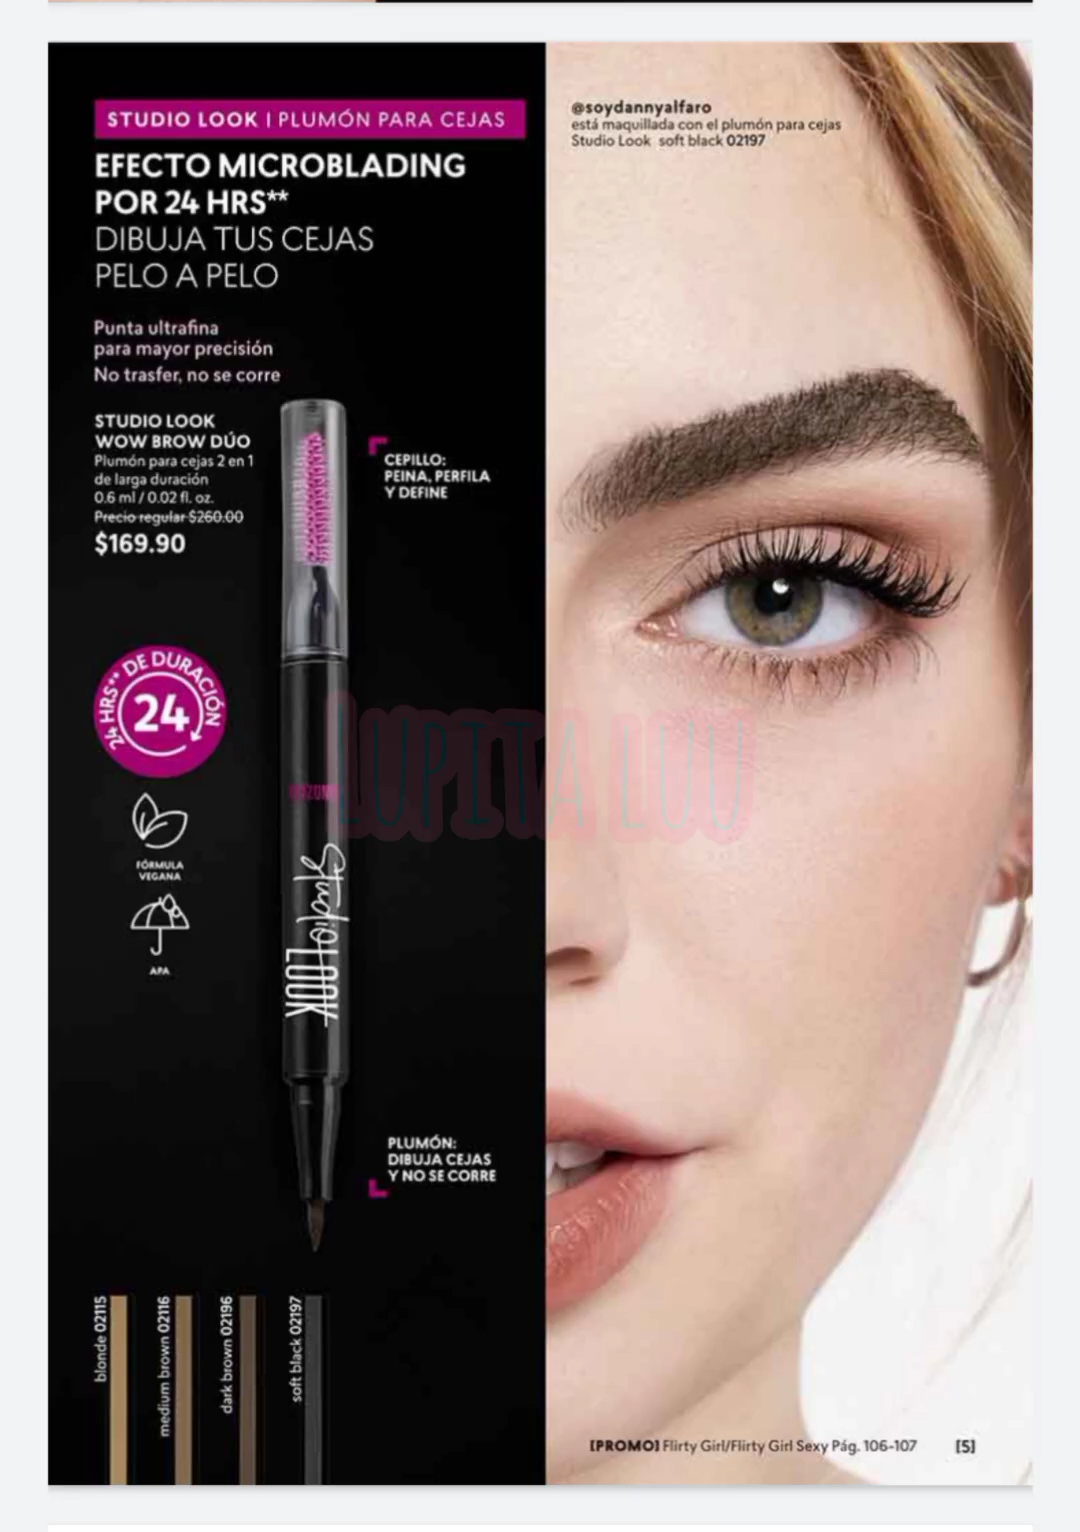 STUDIO LOOK | PLUMÓN PARA CEJAS
EFECTO MICROBLADING
POR 24 HRS**
DIBUJA TUS CEJAS
PELO A PELO
Punta ultrafina
para mayor precisión
No trasfer, no se corre
STUDIO LOOK
WOW BROW DÚO
Plumón para cejas 2 en 1
de larga duración
0.6 ml / 0.02 fl. oz.
Precio regular $260.00
$169.90
CEPILLO:
PEINA, PERFILA
Y DEFINE
24 HRS** DE DURACIÓN
24
FÓRMULA
VEGANA
APA
Studio LOOK
PLUMÓN:
DIBUJA CEJAS
Y NO SE CORRE
blonde 02115
medium brown 02116
dark brown 02196
soft black 02197
@soydannyalfaro
está maquillada con el plumón para cejas
Studio Look soft black 02197
LUPITA LUU
[PROMO] Flirty Girl/Flirty Girl Sexy Pág. 106-107
[5]